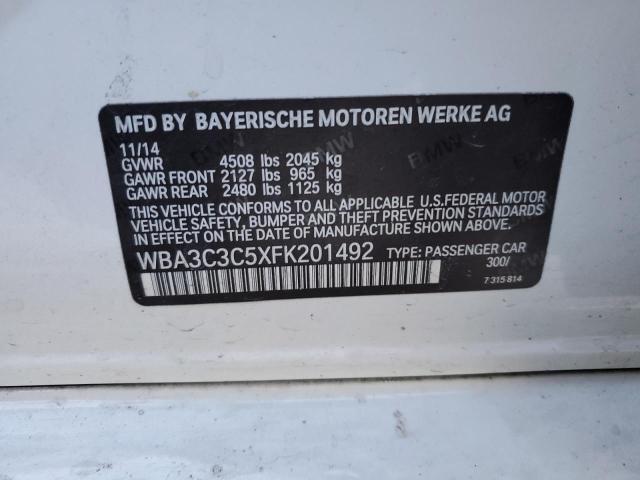 MFD BY BAYERISCHE MOTOREN WERKE AG
11/14
GVWR 4508 lbs 2045 kg
GAWR FRONT 2127 lbs 965 kg
GAWR REAR 2480 lbs 1125 kg
THIS VEHICLE CONFORMS TO ALL APPLICABLE U.S.FEDERAL MOTOR
VEHICLE SAFETY, BUMPER AND THEFT PREVENTION STANDARDS
IN EFFECT ON THE DATE OF MANUFACTURE SHOWN ABOVE.
WBA3C3C5XFK201492 TYPE: PASSENGER CAR
300/
7 315 814
BMW
BMW